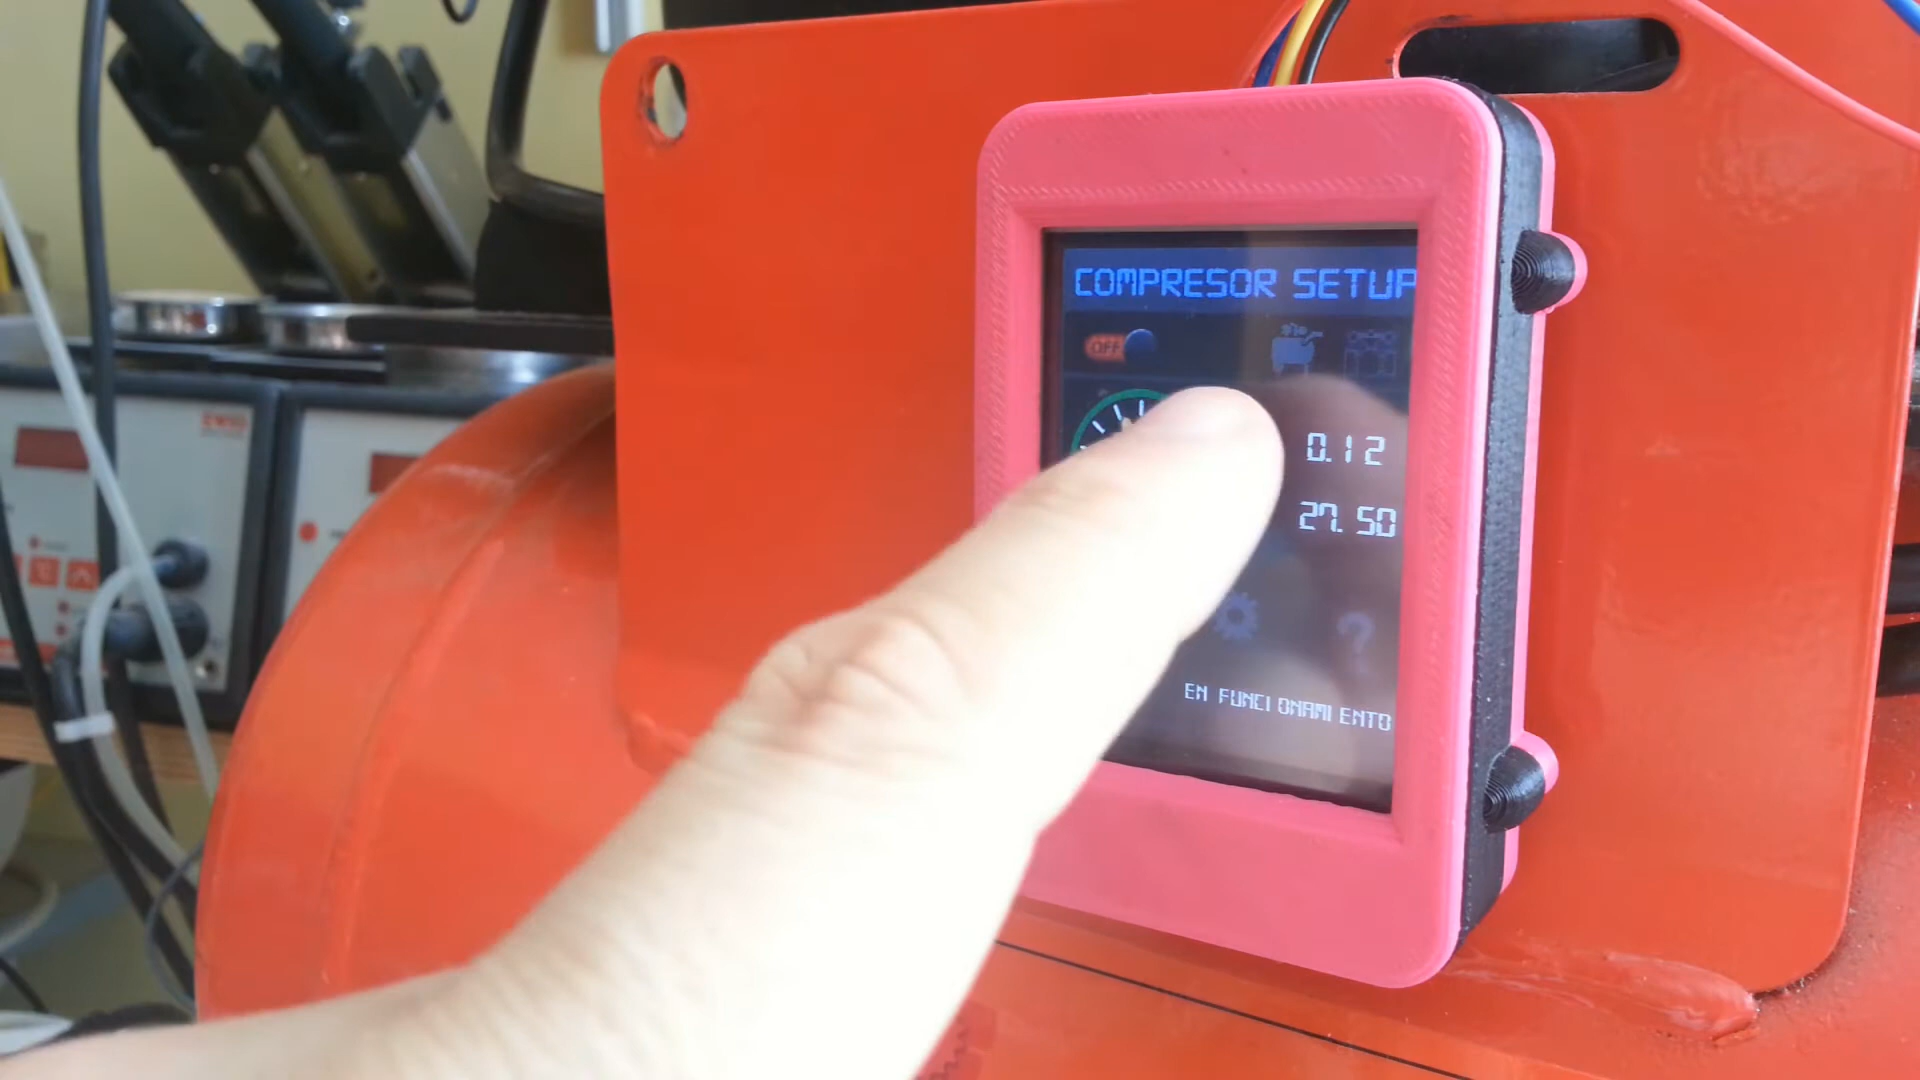 COMPRESOR SETUP
OFF
0.12
27.50
?
EN FUNCIONAMIENTO